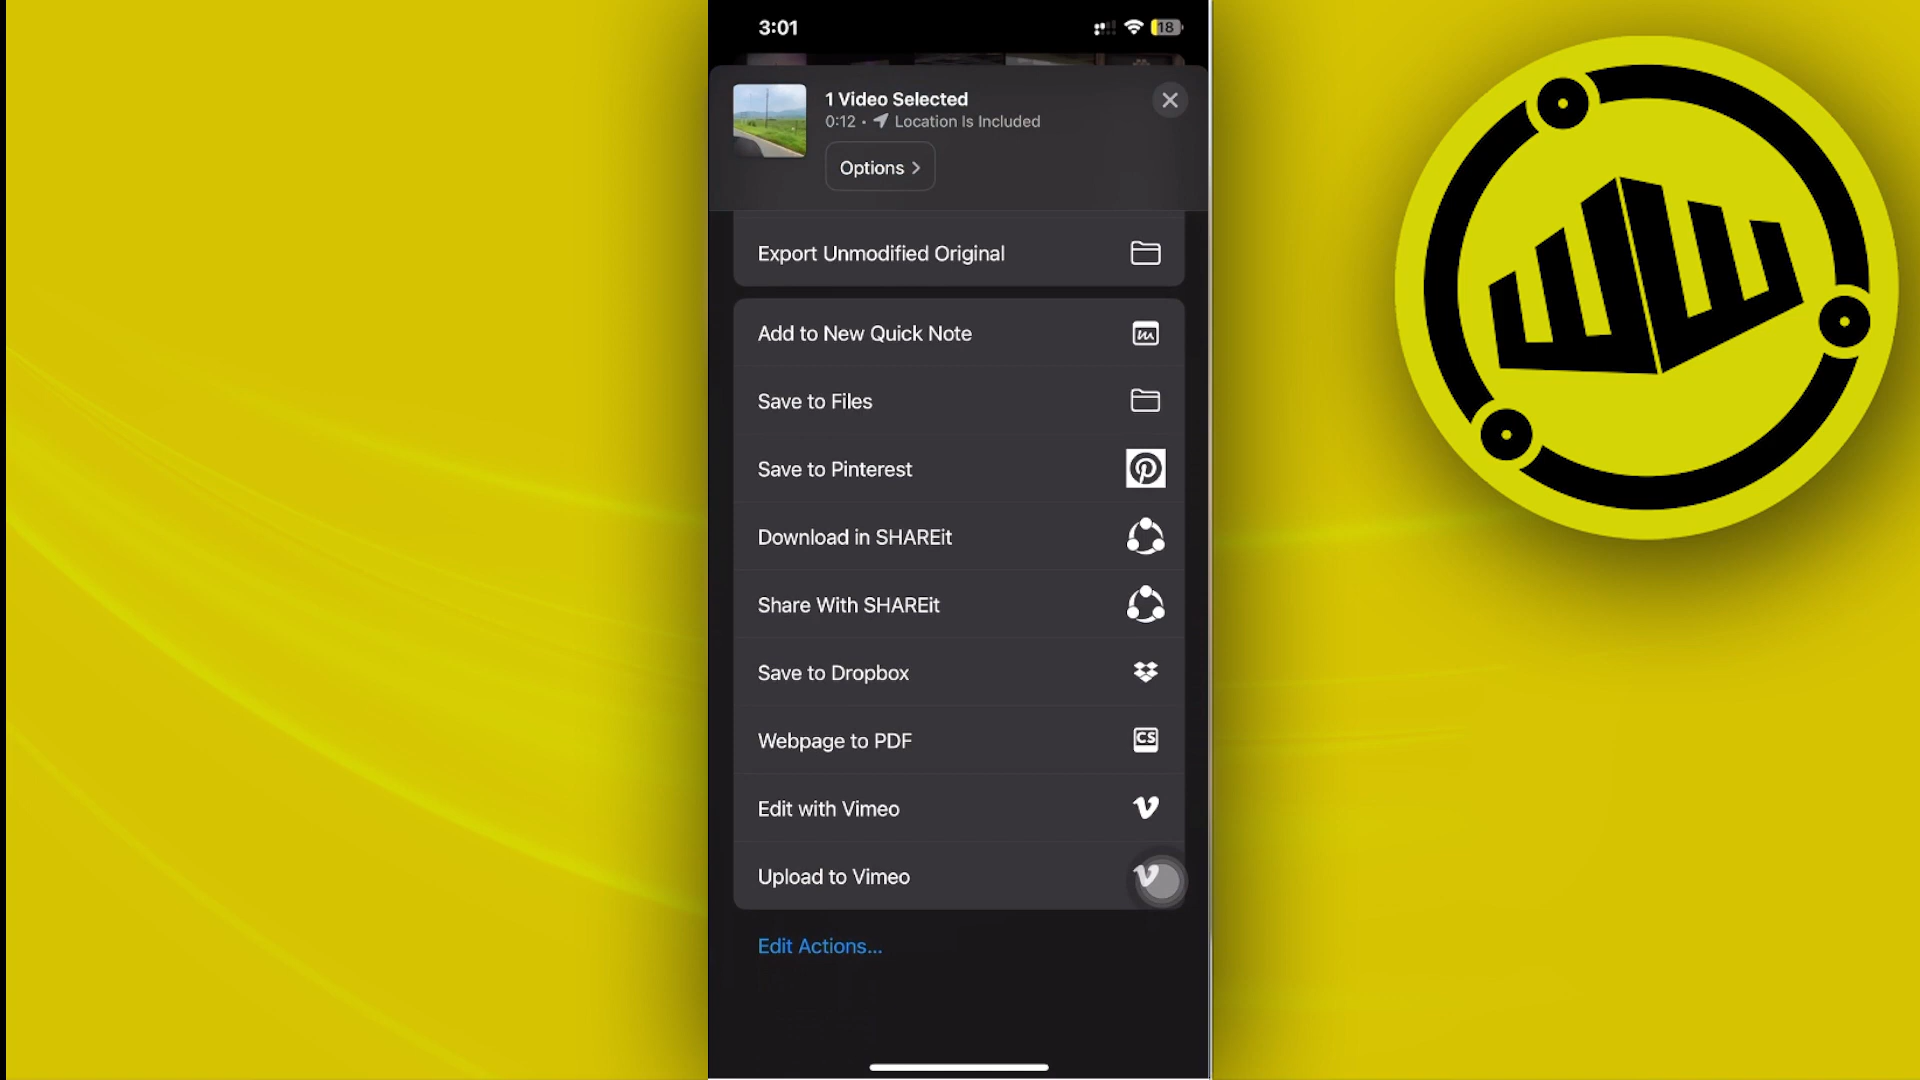 3:01
18
1 Video Selected
0:12 • Location Is Included
Options
Export Unmodified Original
Add to New Quick Note
Save to Files
Save to Pinterest
Download in SHAREit
Share With SHAREit
Save to Dropbox
Webpage to PDF
CS
Edit with Vimeo
Upload to Vimeo
Edit Actions...